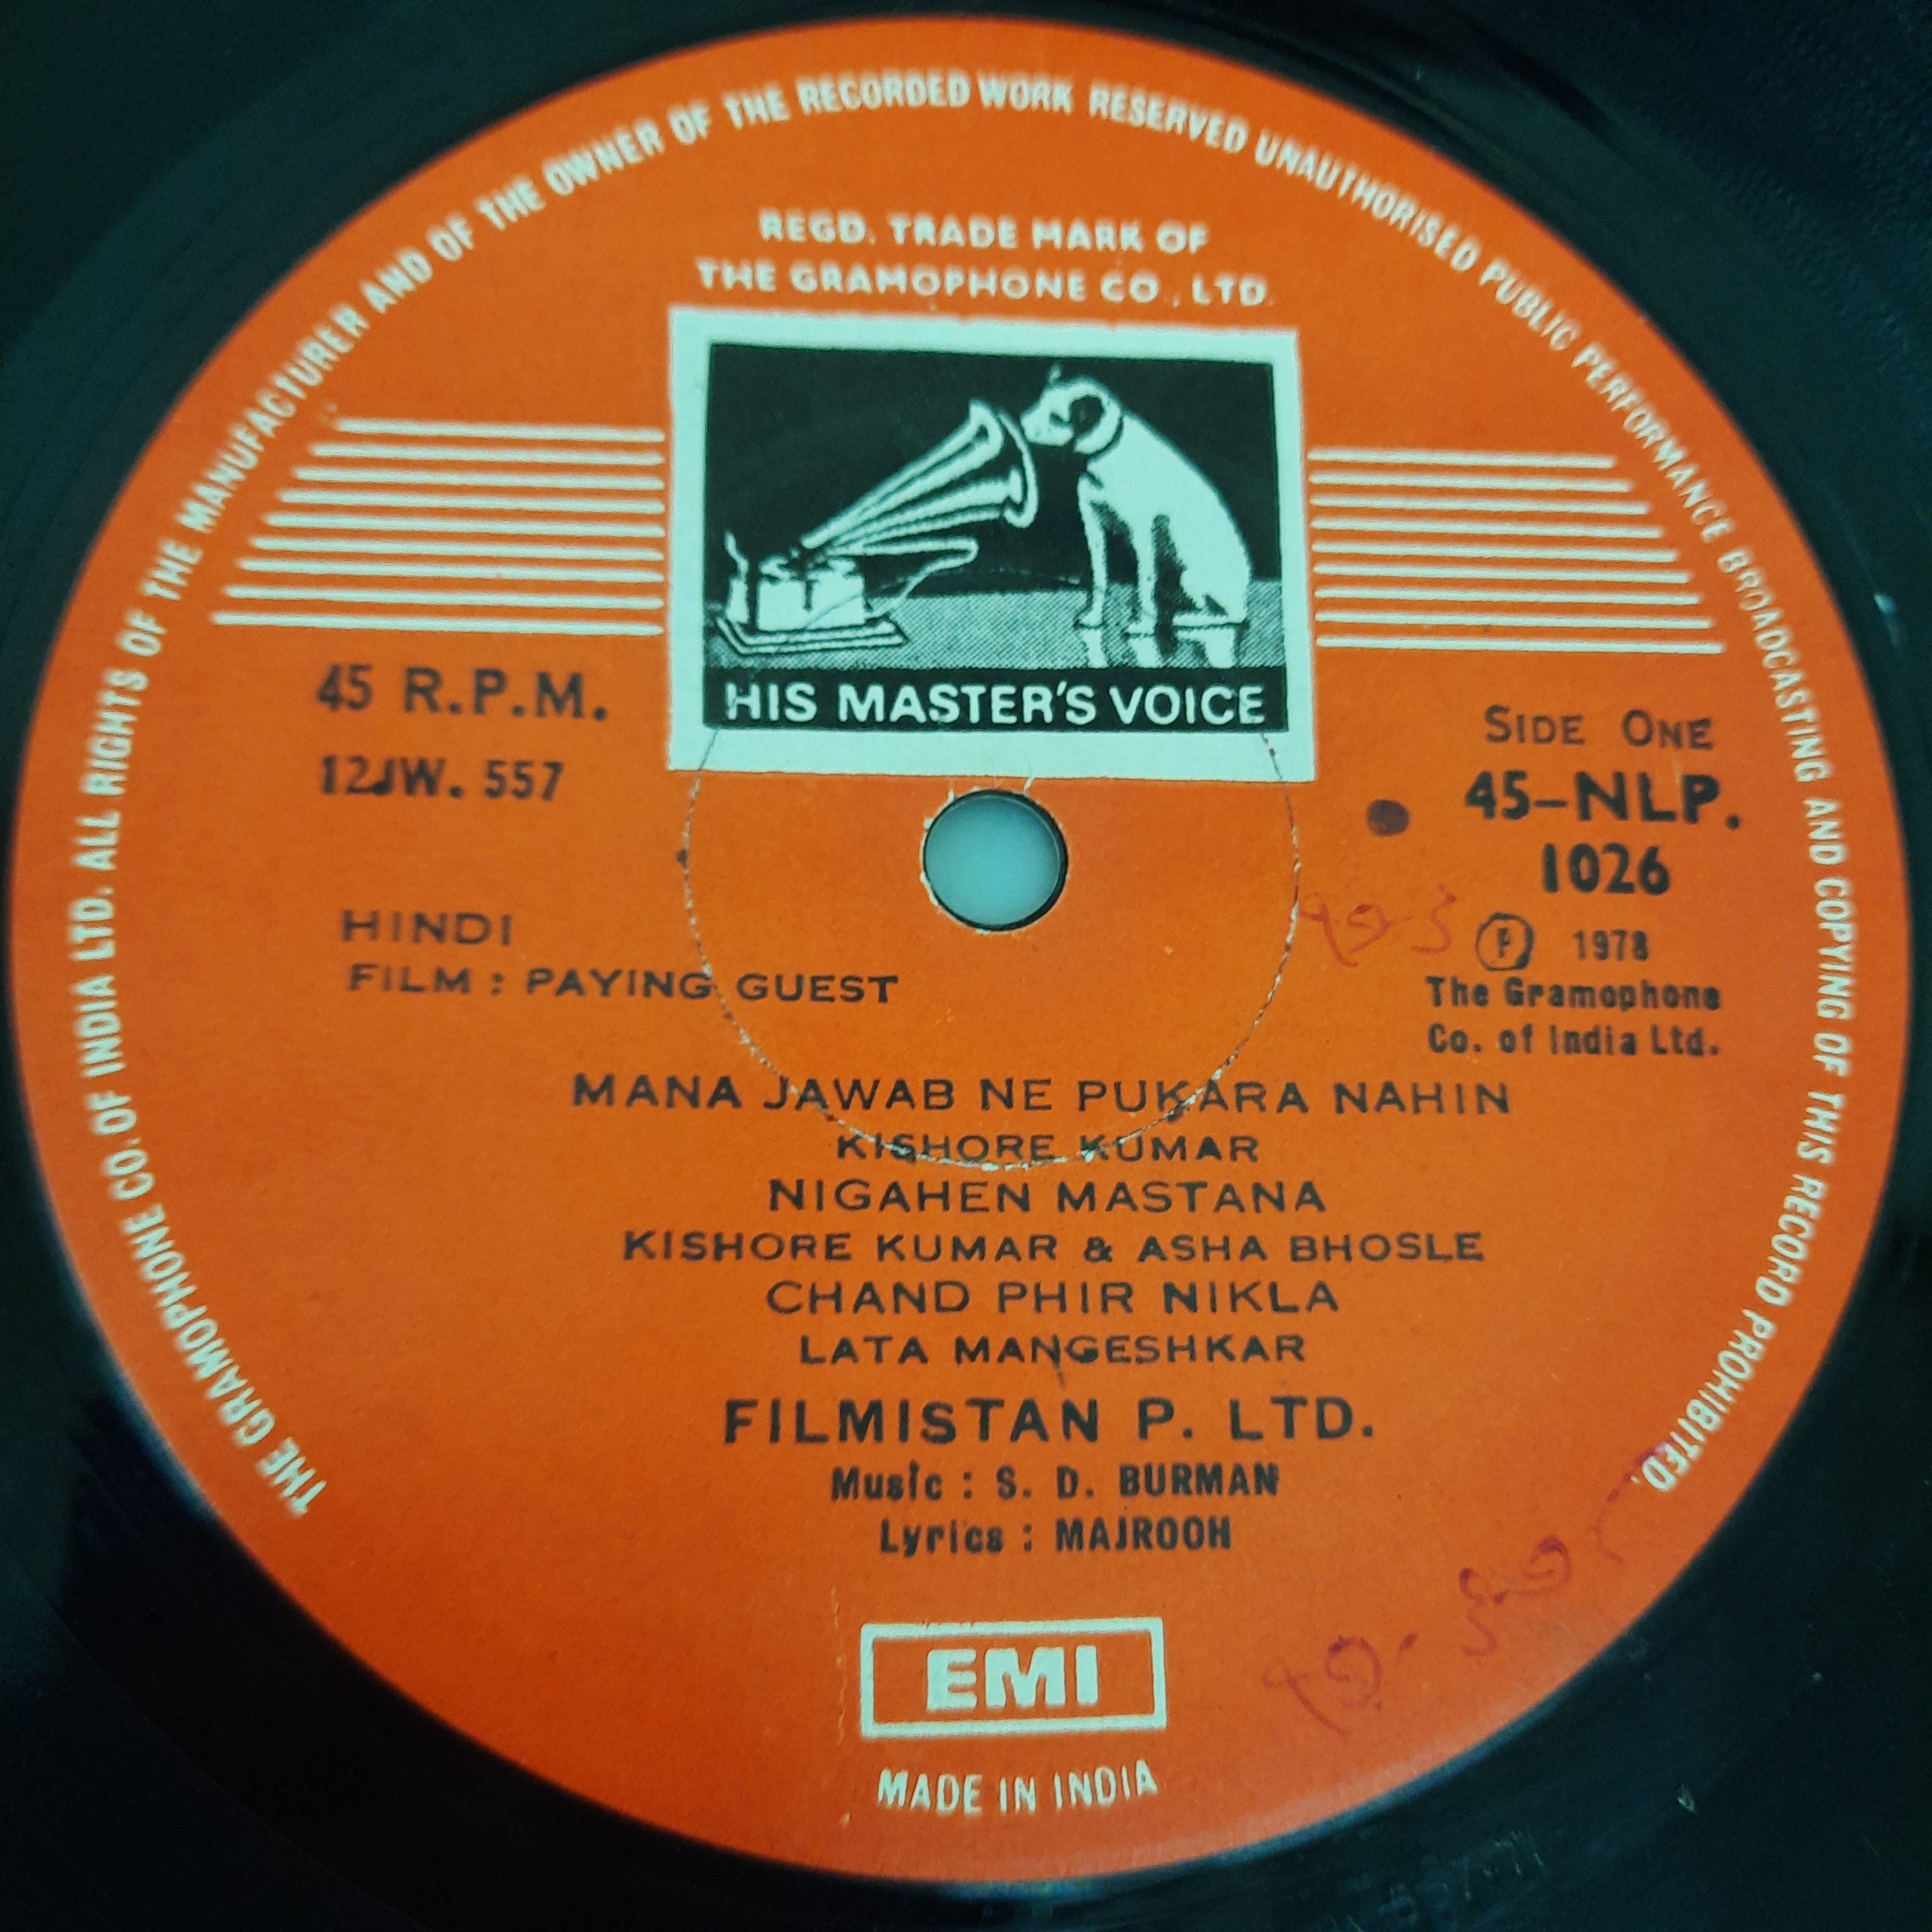 THE GRAMOPHONE CO. OF INDIA LTD. ALL RIGHTS OF THE MANUFACTURER AND OF THE OWNER OF THE RECORDED WORK RESERVED UNAUTHORISED PUBLIC PERFORMANCE BROADCASTING AND COPYING OF THIS RECORD PROHIBITED.
REGD. TRADE MARK OF
THE GRAMOPHONE CO., LTD.
HIS MASTER'S VOICE
45 R.P.M.
12JW. 557
SIDE ONE
45-NLP.
1026
Ⓟ 1978
The Gramophone
Co. of India Ltd.
HINDI
FILM : PAYING GUEST
MANA JAWAB NE PUKARA NAHIN
KISHORE KUMAR
NIGAHEN MASTANA
KISHORE KUMAR & ASHA BHOSLE
CHAND PHIR NIKLA
LATA MANGESHKAR
FILMISTAN P. LTD.
Music : S. D. BURMAN
Lyrics : MAJROOH
EMI
MADE IN INDIA